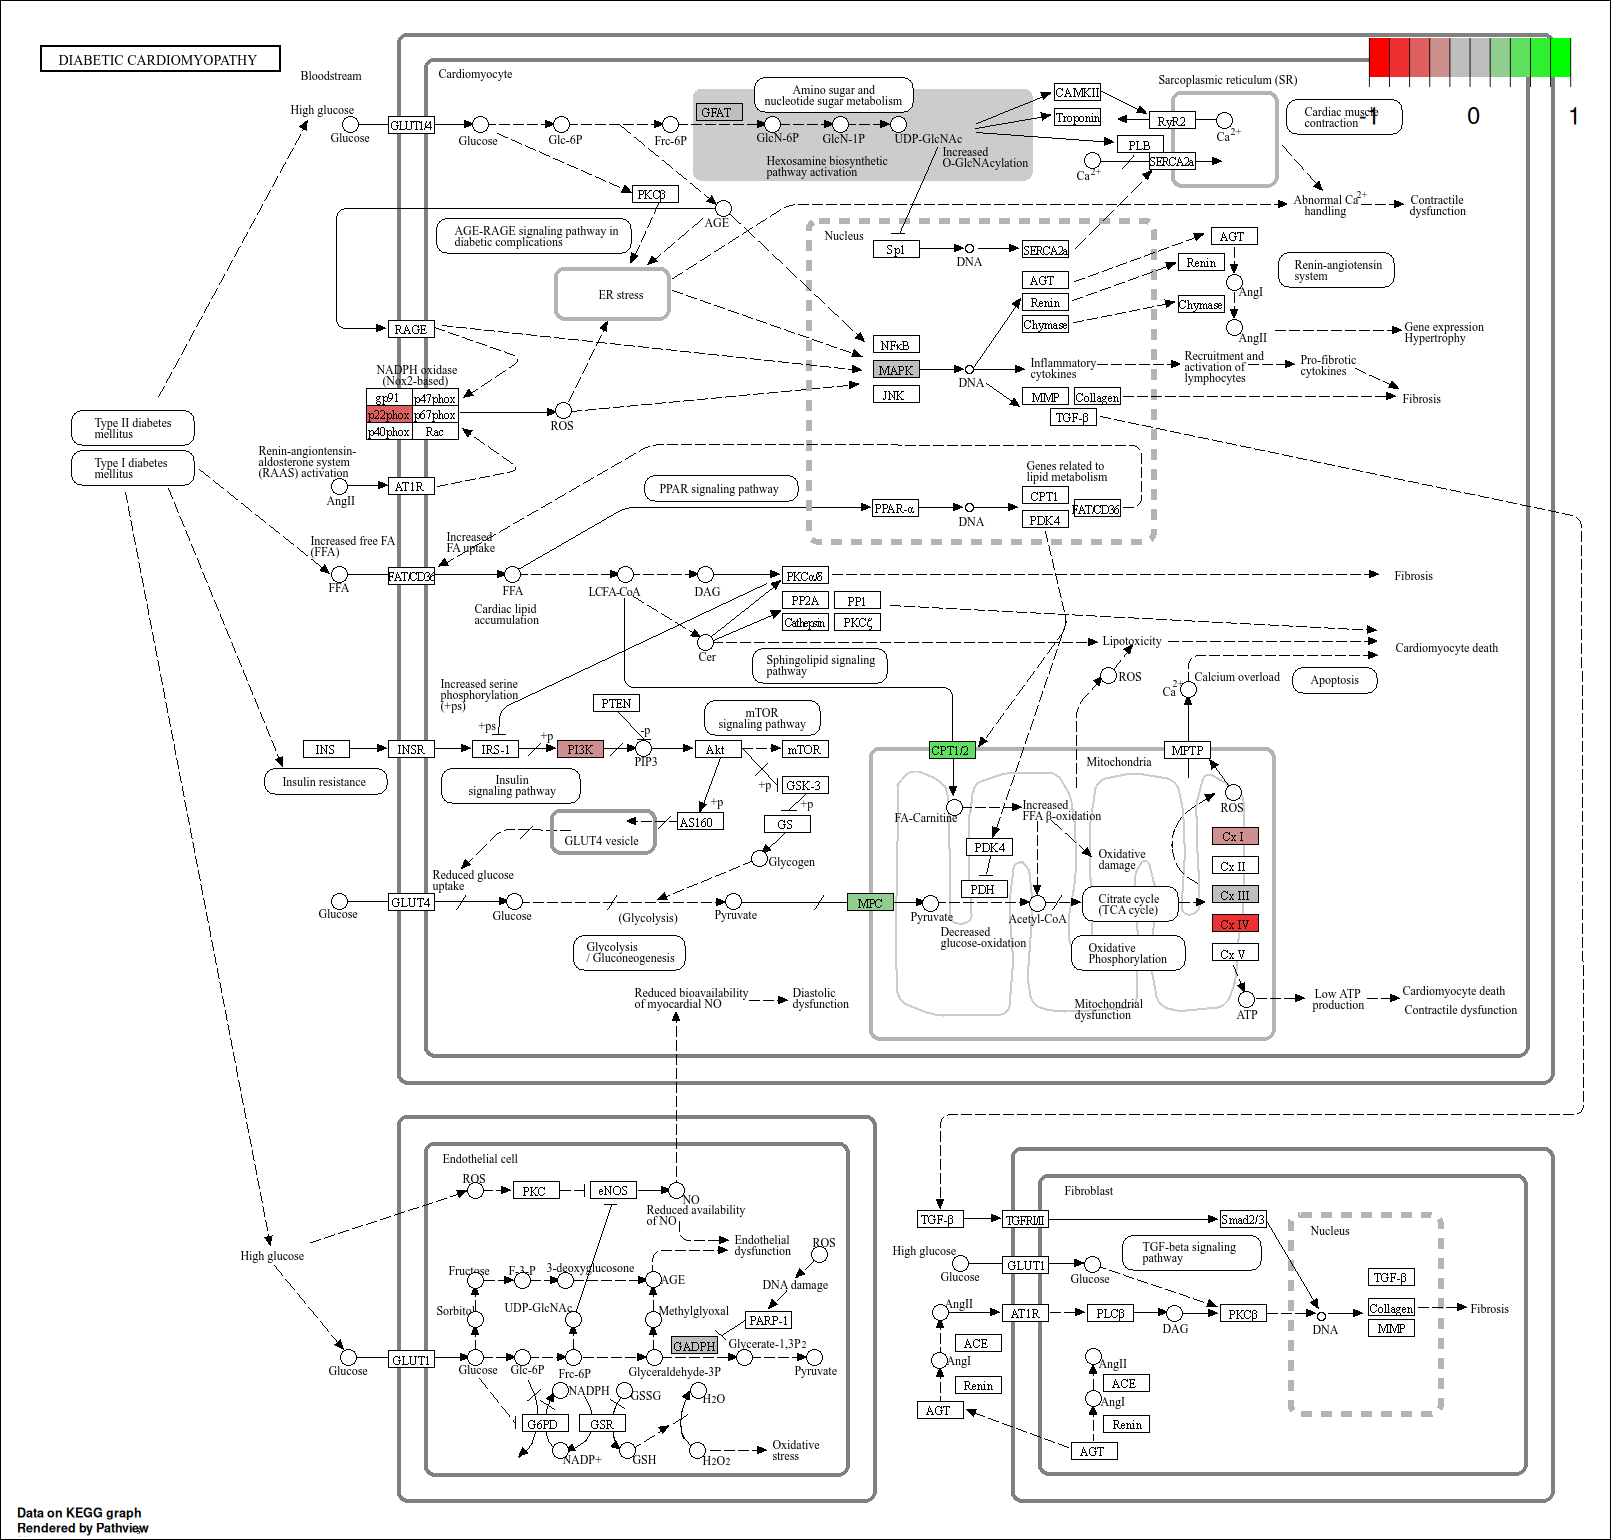 DIABETIC CARDIOMYOPATHY
Bloodstream
Cardiomyocyte
Sarcoplasmic reticulum (SR)
-1
0
1
High glucose
Glucose
GLUT1/4
Glucose
Glc-6P
Frc-6P
GFAT
Amino sugar and
nucleotide sugar metabolism
GlcN-6P
GlcN-1P
UDP-GlcNAc
Increased
O-GlcNAcylation
Hexosamine biosynthetic
pathway activation
CAMKII
Troponin
PLB
RyR2
SERCA2a
Ca2+
Ca2+
Cardiac muscle
contraction
PKCβ
AGE
AGE-RAGE signaling pathway in
diabetic complications
ER stress
Nucleus
Sp1
DNA
SERCA2a
Abnormal Ca2+
handling
Contractile
dysfunction
AGT
Renin
Chymase
AGT
Renin
Chymase
AngI
AngII
Renin-angiotensin
system
Gene expression
Hypertrophy
RAGE
NFκB
MAPK
JNK
DNA
Inflammatory
cytokines
Recruitment and
activation of
lymphocytes
Pro-fibrotic
cytokines
MMP
Collagen
TGF-β
Fibrosis
NADPH oxidase
(Nox2-based)
gp91
p47phox
p22phox
p67phox
p40phox
Rac
ROS
Type II diabetes
mellitus
Type I diabetes
mellitus
Renin-angiotensin-
aldosterone system
(RAAS) activation
AngII
AT1R
PPAR signaling pathway
PPAR-α
DNA
Genes related to
lipid metabolism
CPT1
PDK4
FAT/CD36
Increased free FA
(FFA)
FFA
FAT/CD36
Increased
FA uptake
FFA
Cardiac lipid
accumulation
LCFA-CoA
DAG
PKCα/δ
PP2A
PP1
Cathepsin
PKCζ
Fibrosis
Cer
Sphingolipid signaling
pathway
Lipotoxicity
Cardiomyocyte death
ROS
Ca2+
Calcium overload
Apoptosis
Increased serine
phosphorylation
(+ps)
+ps
INS
INSR
IRS-1
+p
PI3K
PTEN
-p
PIP3
Akt
mTOR
mTOR
signaling pathway
+p
GSK-3
+p
GS
+p
AS160
Insulin resistance
Insulin
signaling pathway
GLUT4 vesicle
Glycogen
Reduced glucose
uptake
Glucose
GLUT4
Glucose
(Glycolysis)
Pyruvate
Glycolysis
/ Gluconeogenesis
MPC
CPT1/2
MPTP
Mitochondria
FA-Carnitine
Increased
FFA β-oxidation
PDK4
PDH
Oxidative
damage
Pyruvate
Acetyl-CoA
Citrate cycle
(TCA cycle)
Decreased
glucose-oxidation
Oxidative
Phosphorylation
Mitochondrial
dysfunction
ROS
Cx I
Cx II
Cx III
Cx IV
Cx V
ATP
Low ATP
production
Cardiomyocyte death
Contractile dysfunction
Reduced bioavailability
of myocardial NO
Diastolic
dysfunction
Endothelial cell
ROS
PKC
eNOS
NO
Reduced availability
of NO
Endothelial
dysfunction
ROS
High glucose
Fructose
F-3-P
3-deoxyglucosone
AGE
DNA damage
Sorbitol
UDP-GlcNAc
Methylglyoxal
PARP-1
GADPH
Glycerate-1,3P2
Glucose
GLUT1
Glucose
Glc-6P
Frc-6P
Glyceraldehyde-3P
Pyruvate
NADPH
GSSG
H2O
G6PD
GSR
NADP+
GSH
H2O2
Oxidative
stress
Fibroblast
TGF-β
TGFRI/II
Smad2/3
Nucleus
High glucose
Glucose
GLUT1
Glucose
TGF-beta signaling
pathway
TGF-β
Collagen
MMP
Fibrosis
AngII
AT1R
PLCβ
DAG
PKCβ
DNA
ACE
AngI
Renin
AGT
AngII
ACE
AngI
Renin
AGT
Data on KEGG graph
Rendered by Pathview